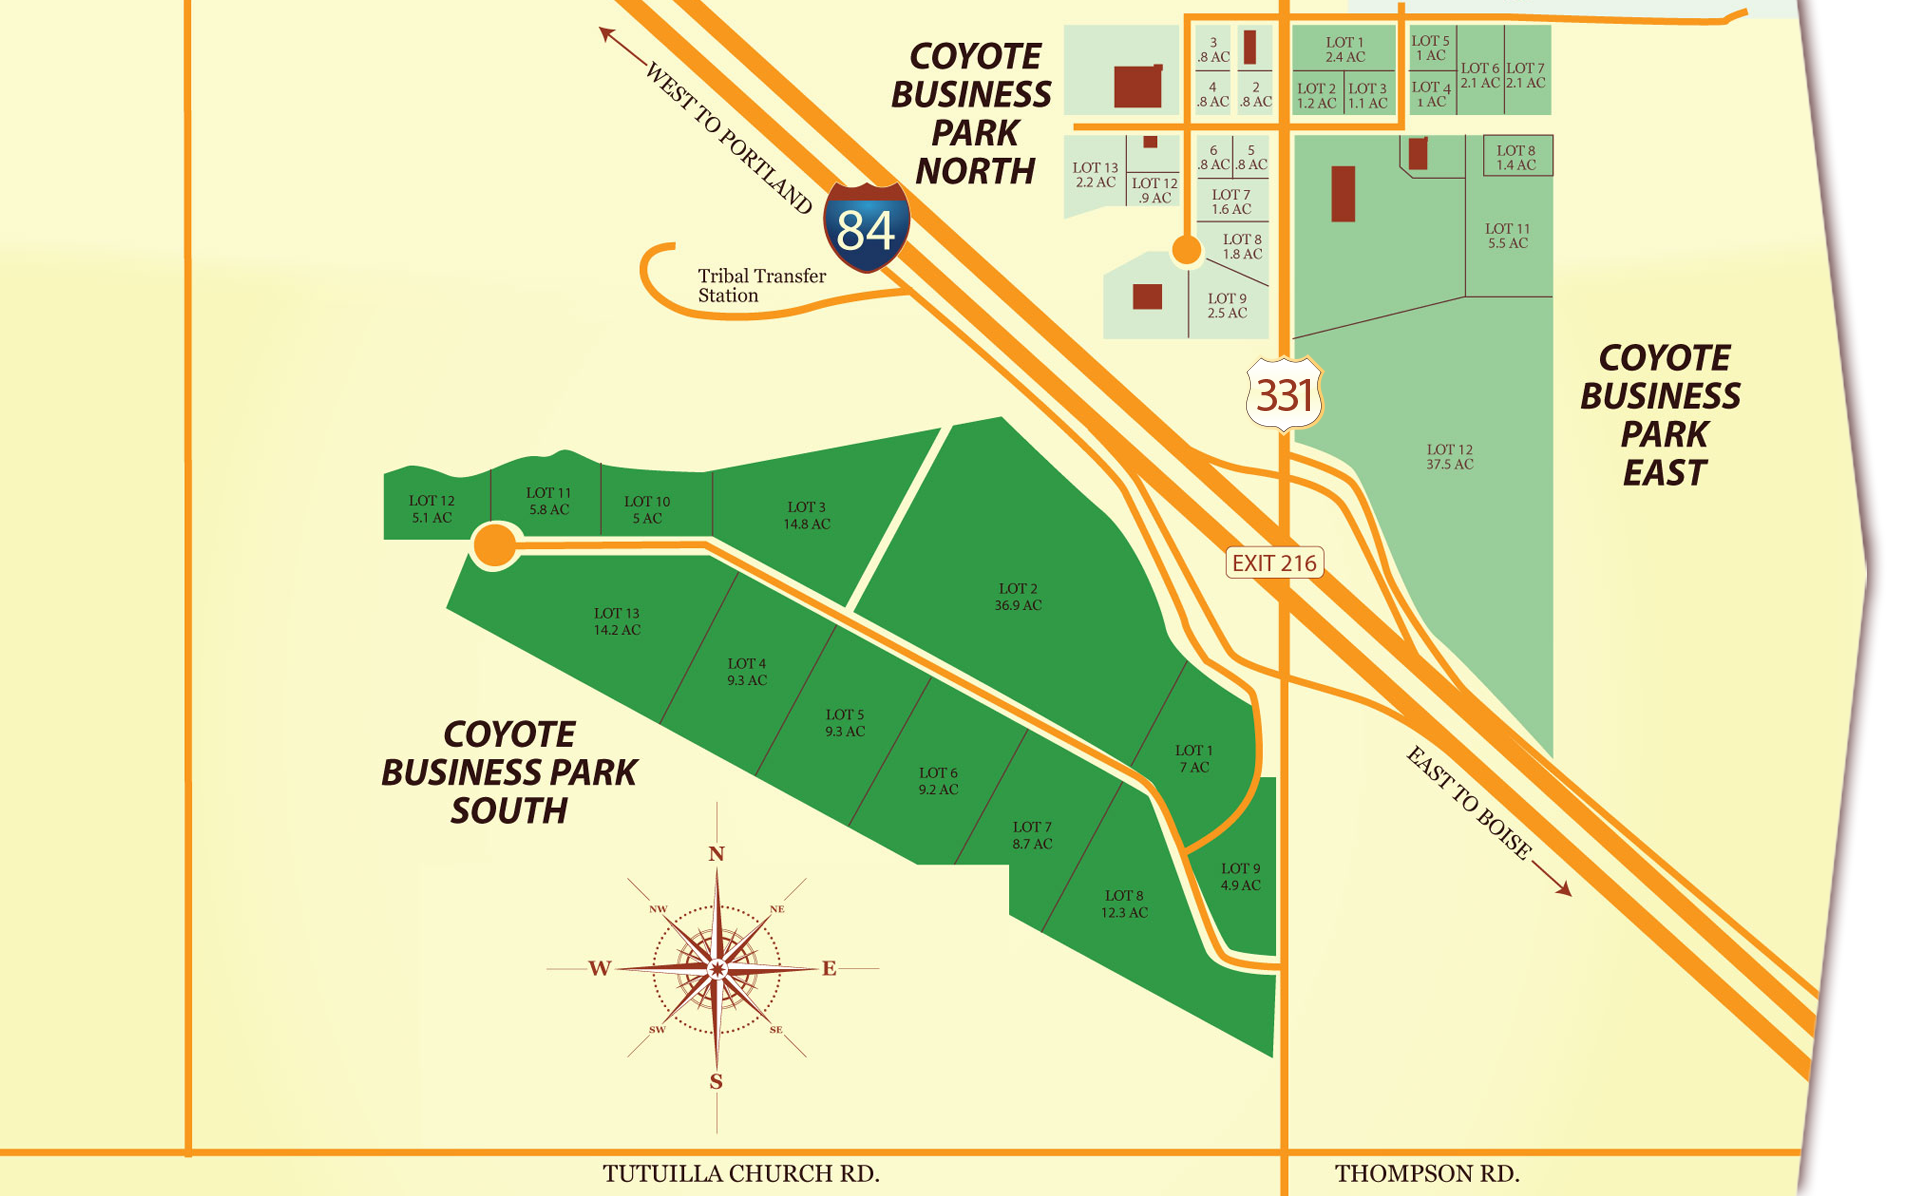 COYOTE
BUSINESS
PARK
NORTH
WEST TO PORTLAND
84
Tribal Transfer
Station
3
.8 AC
4
.8 AC
2
.8 AC
LOT 1
2.4 AC
LOT 2
1.2 AC
LOT 3
1.1 AC
LOT 5
1 AC
LOT 4
1 AC
LOT 6
2.1 AC
LOT 7
2.1 AC
LOT 13
2.2 AC
LOT 12
.9 AC
6
.8 AC
5
.8 AC
LOT 7
1.6 AC
LOT 8
1.8 AC
LOT 9
2.5 AC
LOT 8
1.4 AC
LOT 11
5.5 AC
331
COYOTE
BUSINESS
PARK
EAST
LOT 12
37.5 AC
EXIT 216
LOT 12
5.1 AC
LOT 11
5.8 AC
LOT 10
5 AC
LOT 3
14.8 AC
LOT 2
36.9 AC
LOT 13
14.2 AC
LOT 4
9.3 AC
LOT 5
9.3 AC
LOT 6
9.2 AC
LOT 7
8.7 AC
LOT 8
12.3 AC
LOT 1
7 AC
LOT 9
4.9 AC
COYOTE
BUSINESS PARK
SOUTH
EAST TO BOISE
N
NW
NE
W
E
SW
SE
S
TUTUILLA CHURCH RD.
THOMPSON RD.